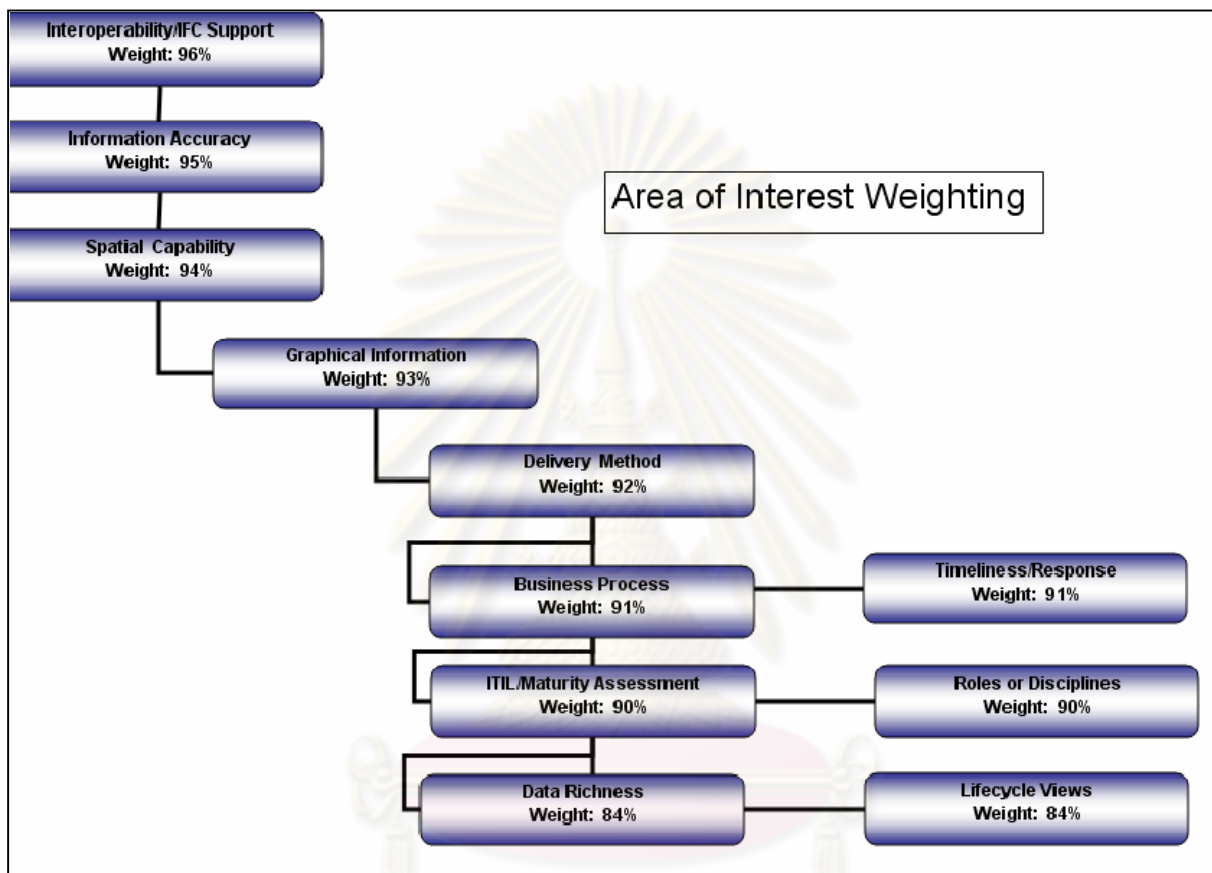 Interoperability/IFC Support
Weight: 96%
Information Accuracy
Weight: 95%
Area of Interest Weighting
Spatial Capability
Weight: 94%
Graphical Information
Weight: 93%
Delivery Method
Weight: 92%
Business Process
Weight: 91%
Timeliness/Response
Weight: 91%
ITIL/Maturity Assessment
Weight: 90%
Roles or Disciplines
Weight: 90%
Data Richness
Weight: 84%
Lifecycle Views
Weight: 84%